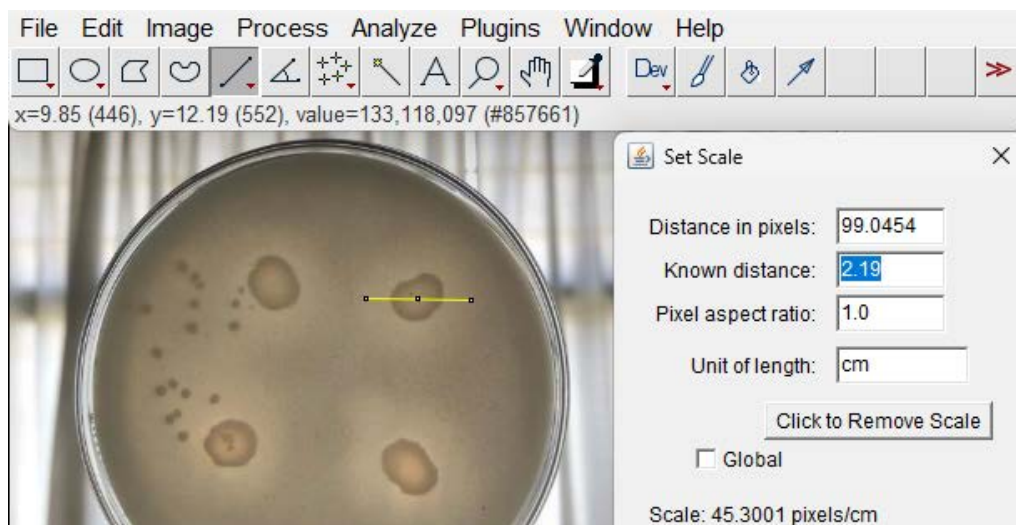 File Edit Image Process Analyze Plugins Window Help
A Dev >>
x=9.85 (446), y=12.19 (552), value=133,118,097 (#857661)
Set Scale
Distance in pixels: 99.0454
Known distance: 2.19
Pixel aspect ratio: 1.0
Unit of length: cm
Click to Remove Scale
Global
Scale: 45.3001 pixels/cm